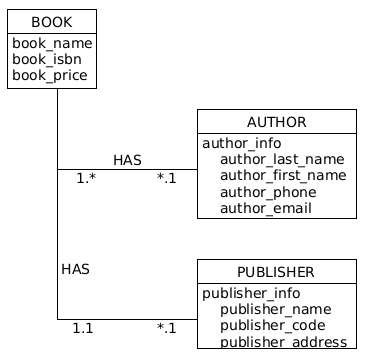 BOOK
book_name
book_isbn
book_price
AUTHOR
author_info
author_last_name
author_first_name
author_phone
author_email
HAS
1.*
*.1
HAS
PUBLISHER
publisher_info
publisher_name
publisher_code
publisher_address
1.1
*.1